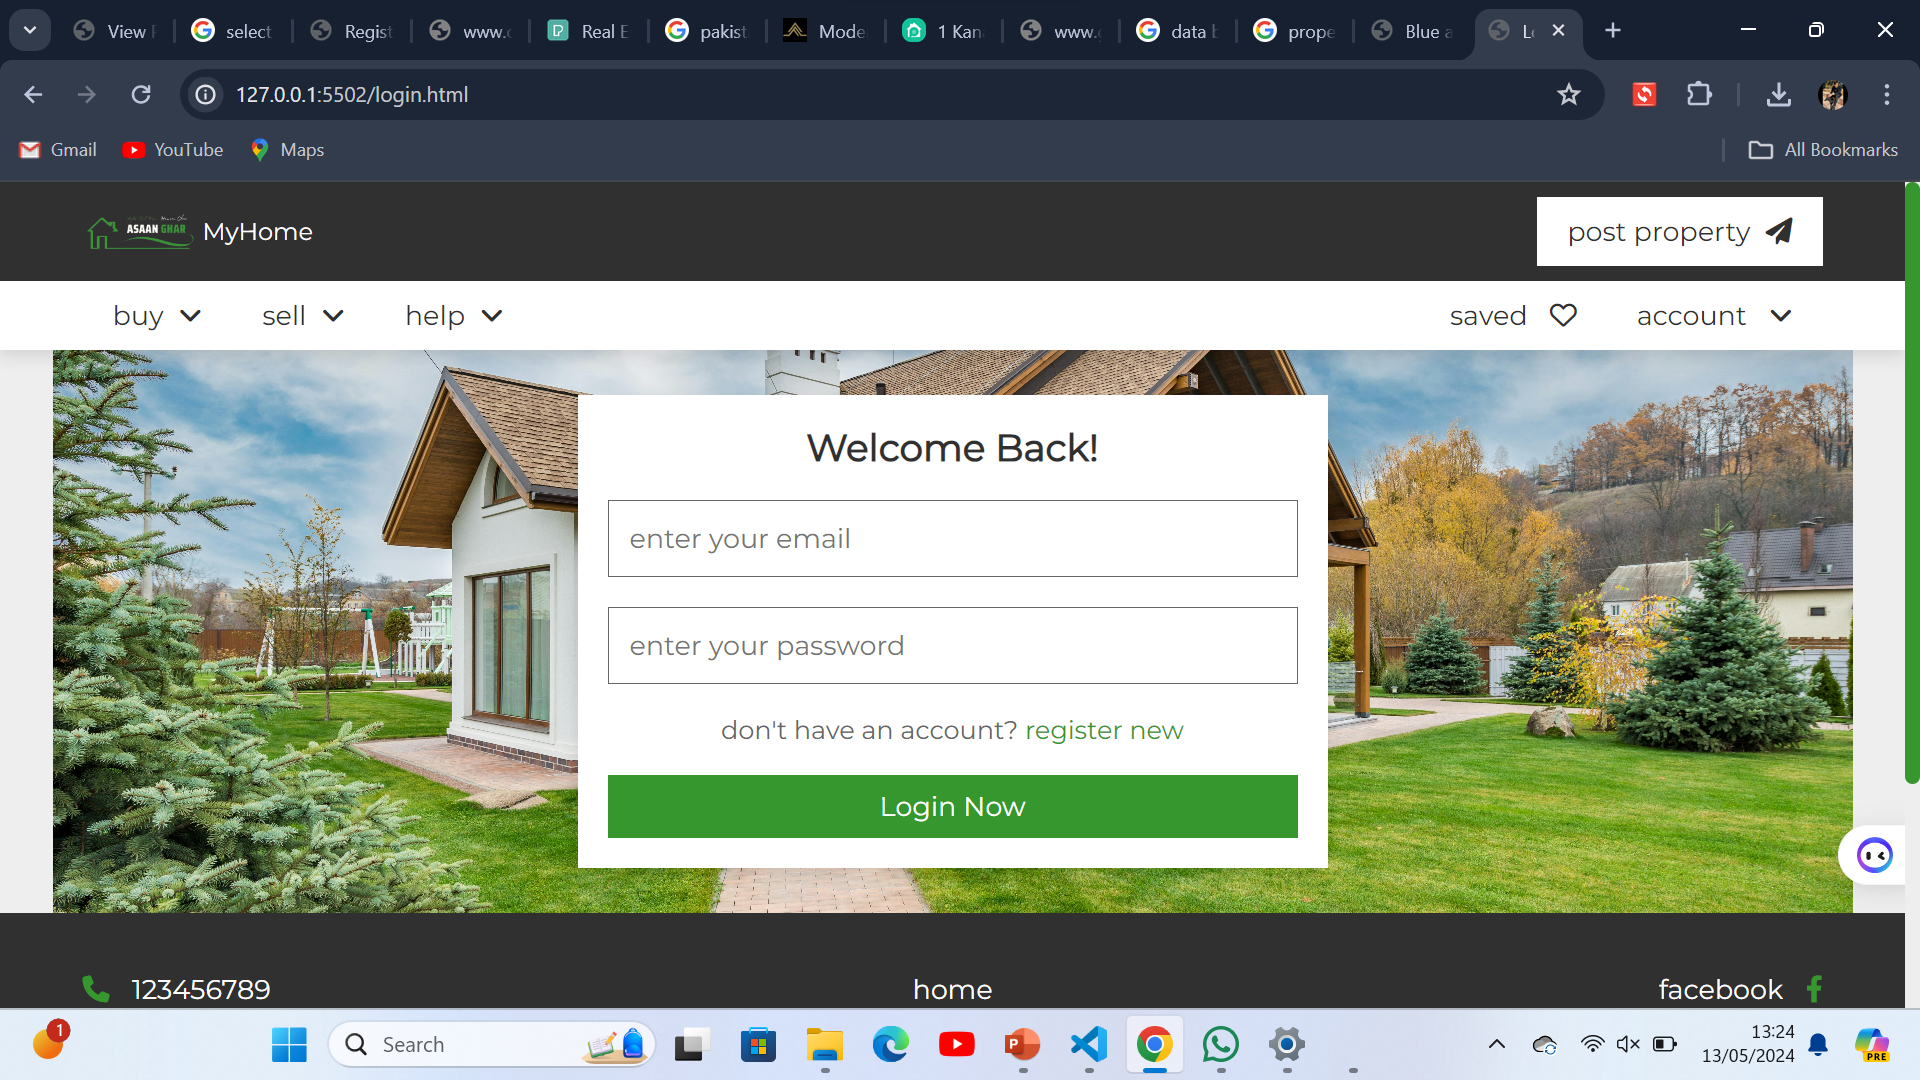 View
select
Regist
www.
Real E
pakist
Mode
1 Kan
www.
data b
prope
Blue a
127.0.0.1:5502/login.html
Gmail
YouTube
Maps
All Bookmarks
ASAAN GHAR
MyHome
post property
buy
sell
help
saved
account
Welcome Back!
enter your email
enter your password
don't have an account? register new
Login Now
123456789
home
facebook
1
Search
13:24
13/05/2024
PRE